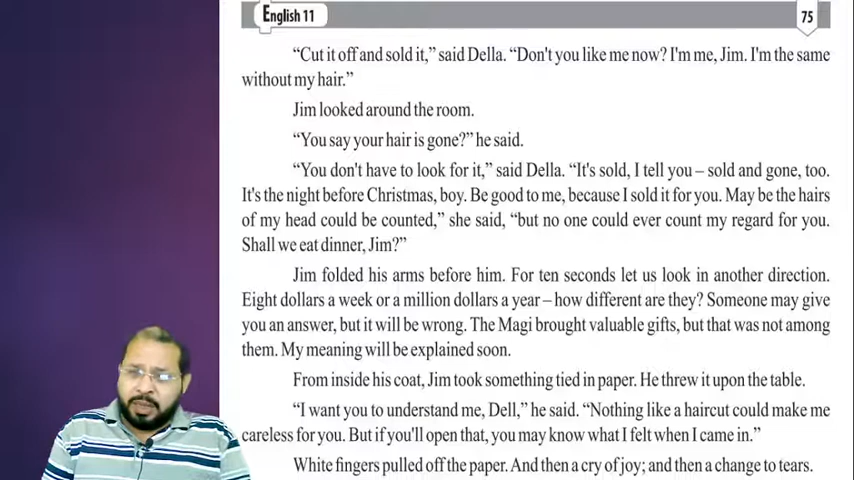 English 11
75
“Cut it off and sold it,” said Della. “Don't you like me now? I'm me, Jim. I'm the same
without my hair.”
Jim looked around the room.
“You say your hair is gone?” he said.
“You don't have to look for it,” said Della. “It's sold, I tell you – sold and gone, too.
It's the night before Christmas, boy. Be good to me, because I sold it for you. May be the hairs
of my head could be counted,” she said, “but no one could ever count my regard for you.
Shall we eat dinner, Jim?”
Jim folded his arms before him. For ten seconds let us look in another direction.
Eight dollars a week or a million dollars a year – how different are they? Someone may give
you an answer, but it will be wrong. The Magi brought valuable gifts, but that was not among
them. My meaning will be explained soon.
From inside his coat, Jim took something tied in paper. He threw it upon the table.
“I want you to understand me, Dell,” he said. “Nothing like a haircut could make me
careless for you. But if you'll open that, you may know what I felt when I came in.”
White fingers pulled off the paper. And then a cry of joy; and then a change to tears.